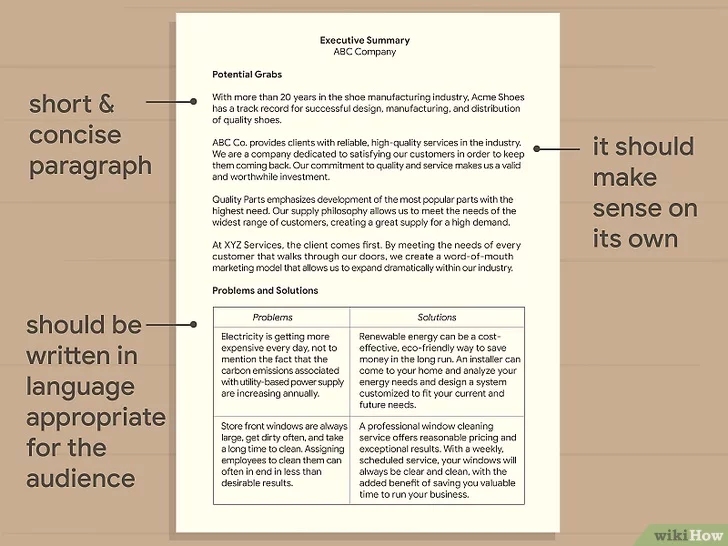 Executive Summary
ABC Company
Potential Grabs
With more than 20 years in the shoe manufacturing industry, Acme Shoes
has a track record for successful design, manufacturing, and distribution
of quality shoes.
ABC Co. provides clients with reliable, high-quality services in the industry.
We are a company dedicated to satisfying our customers in order to keep
them coming back. Our commitment to quality and service makes us a valid
and worthwhile investment.
Quality Parts emphasizes development of the most popular parts with the
highest need. Our supply philosophy allows us to meet the needs of the
widest range of customers, creating a great supply for a high demand.
At XYZ Services, the client comes first. By meeting the needs of every
customer that walks through our doors, we create a word-of-mouth
marketing model that allows us to expand dramatically within our industry.
Problems and Solutions
Problems
Solutions
Electricity is getting more
expensive every day, not to
mention the fact that the
carbon emissions associated
with utility-based power supply
are increasing annually.
Renewable energy can be a cost-
effective, eco-friendly way to save
money in the long run. An installer can
come to your home and analyze your
energy needs and design a system
customized to fit your current and
future needs.
Store front windows are always
large, get dirty often, and take
a long time to clean. Assigning
employees to clean them can
often in end in less than
desirable results.
A professional window cleaning
service offers reasonable pricing and
exceptional results. With a weekly,
scheduled service, your windows will
always be clear and clean, with the
added benefit of saving you valuable
time to run your business.
short &
concise
paragraph
it should
make
sense on
its own
should be
written in
language
appropriate
for the
audience
wikiHow